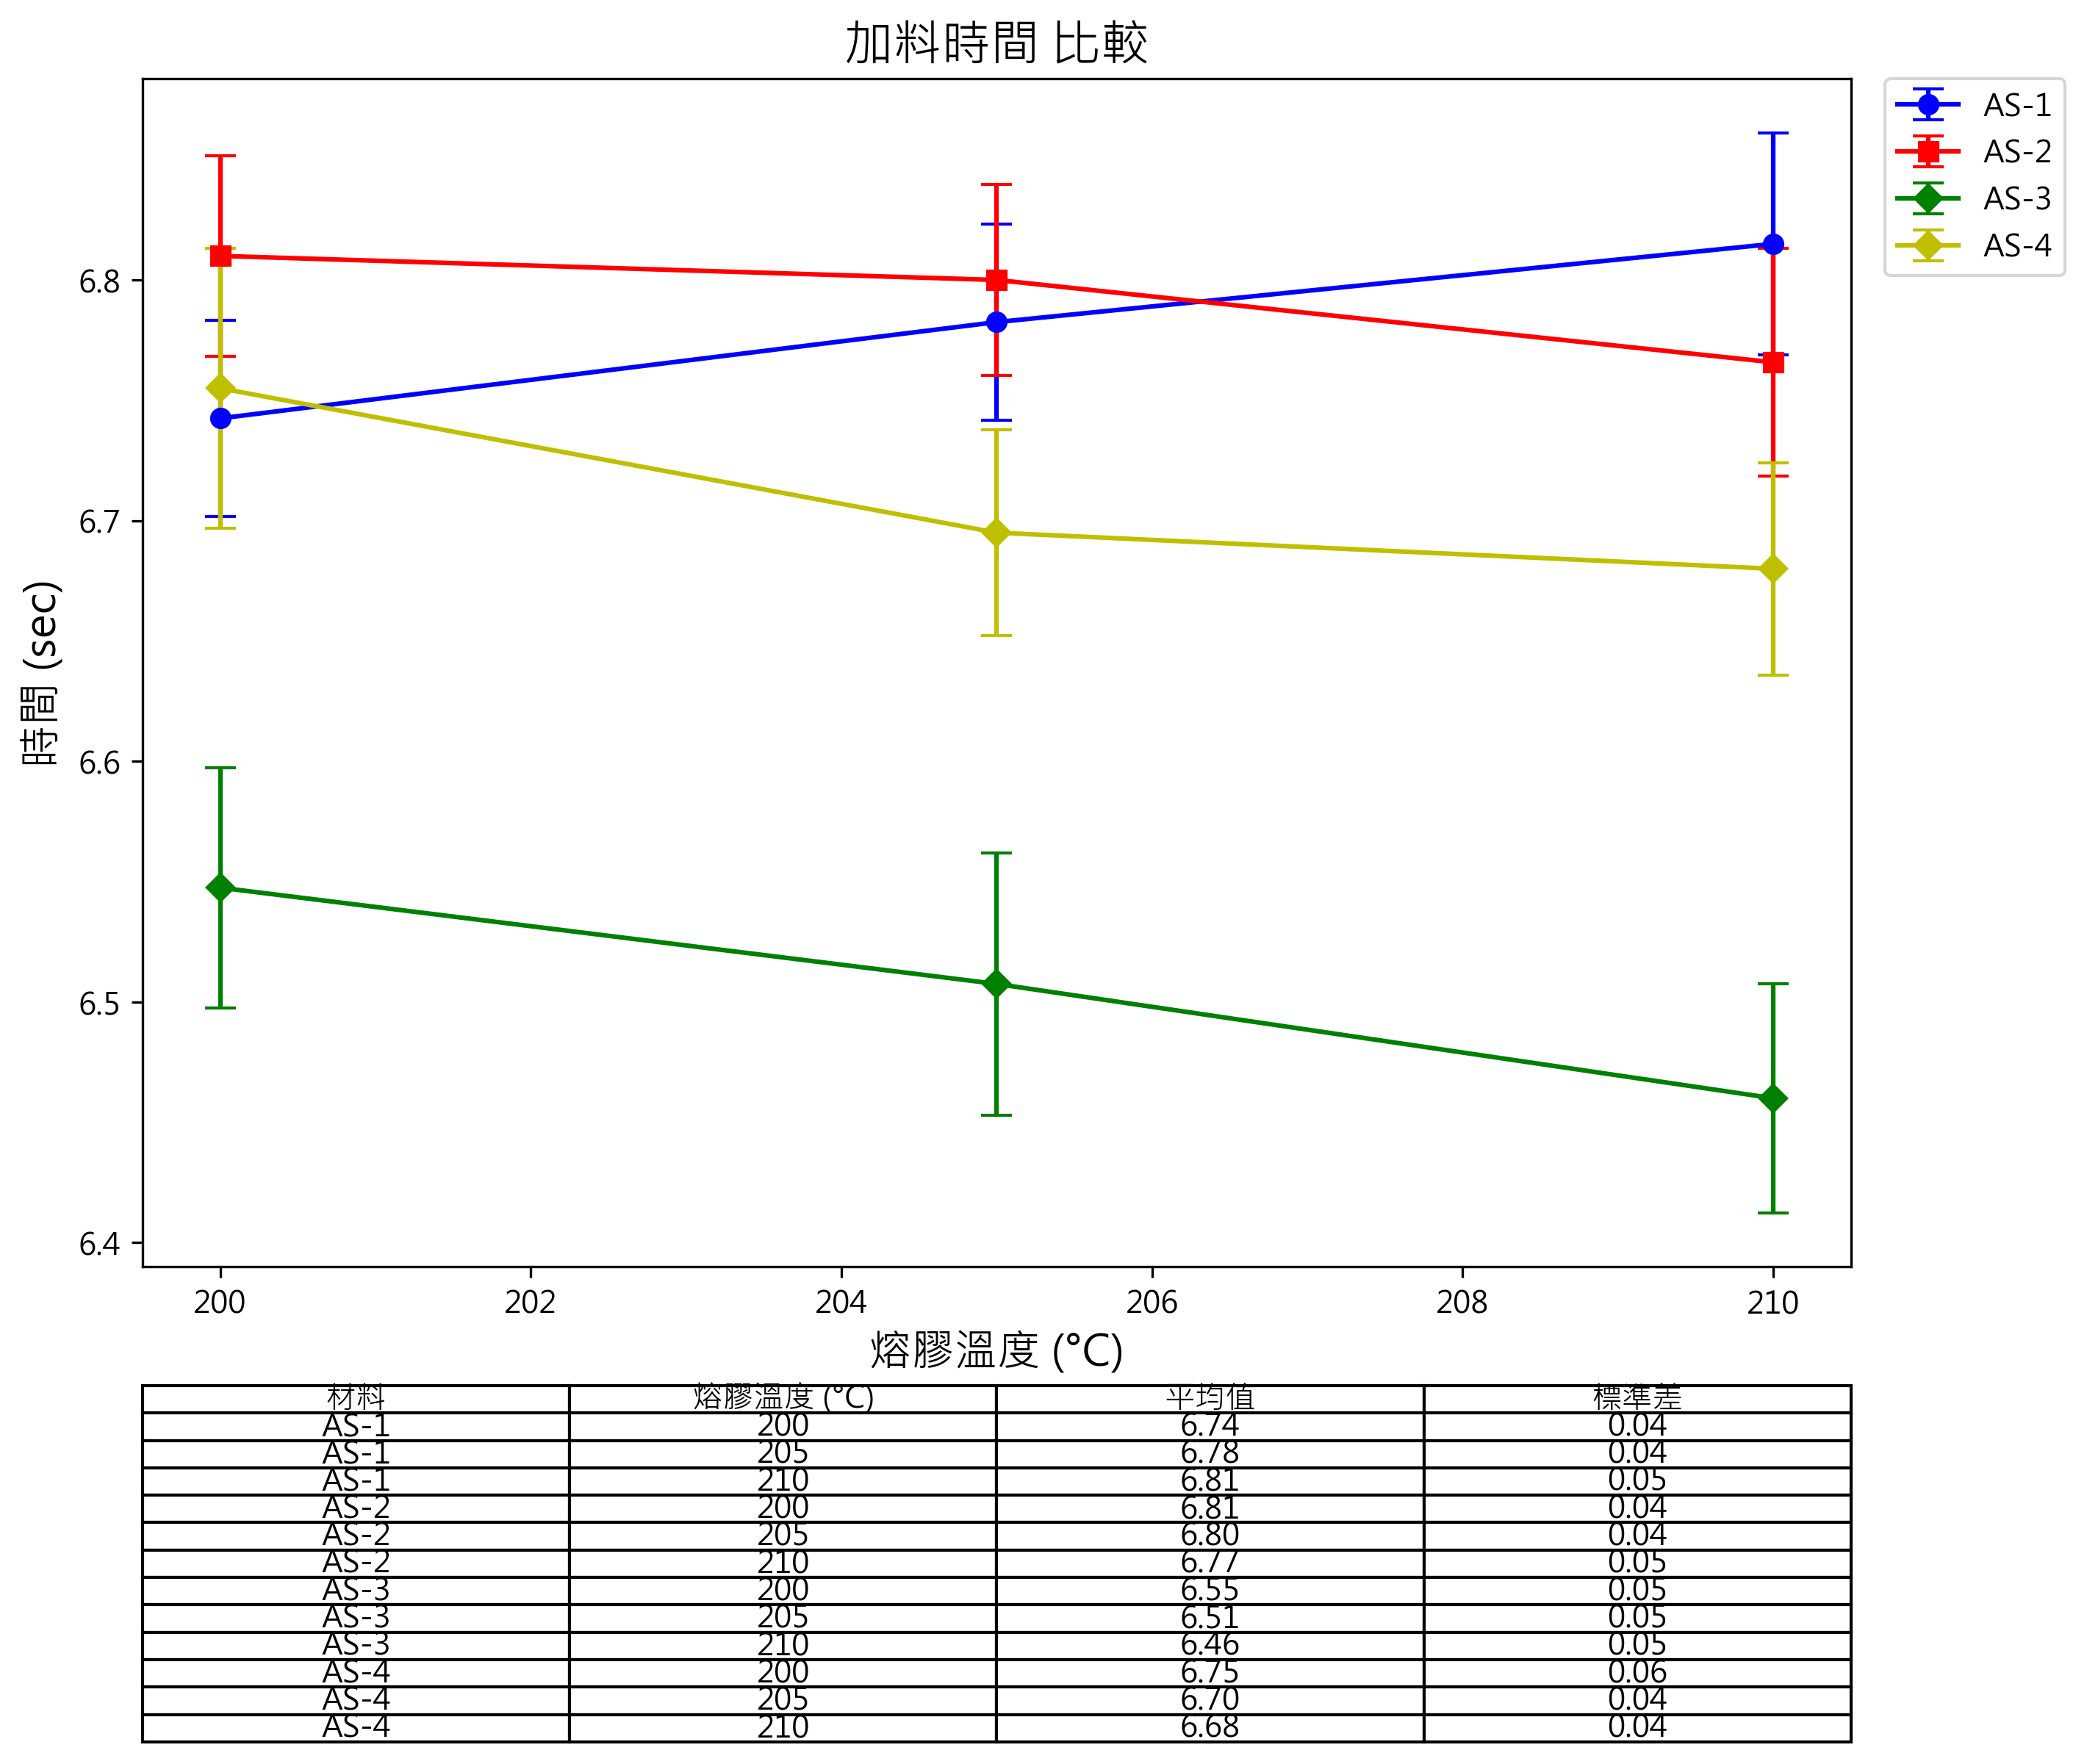 加料時間 比較
AS-1
AS-2
AS-3
AS-4
時間 (sec)
6.8
6.7
6.6
6.5
6.4
200 202 204 206 208 210
熔膠溫度 (°C)
材料 熔膠溫度 (°C) 平均值 標準差
AS-1 200 6.74 0.04
AS-1 205 6.78 0.04
AS-1 210 6.81 0.05
AS-2 200 6.81 0.04
AS-2 205 6.80 0.04
AS-2 210 6.77 0.05
AS-3 200 6.55 0.05
AS-3 205 6.51 0.05
AS-3 210 6.46 0.05
AS-4 200 6.75 0.06
AS-4 205 6.70 0.04
AS-4 210 6.68 0.04